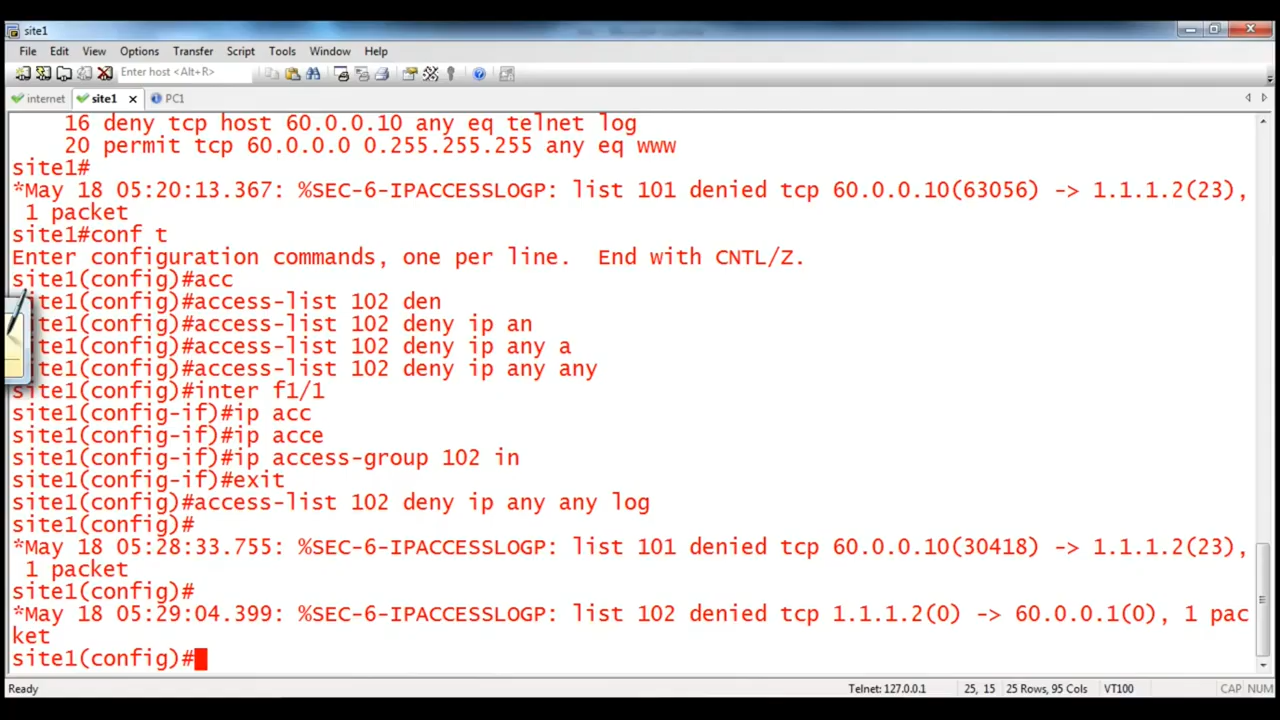 site1
File Edit View Options Transfer Script Tools Window Help
Enter host <Alt+R>
internet site1 PC1
16 deny tcp host 60.0.0.10 any eq telnet log
20 permit tcp 60.0.0.0 0.255.255.255 any eq www
site1#
*May 18 05:20:13.367: %SEC-6-IPACCESSLOGP: list 101 denied tcp 60.0.0.10(63056) -> 1.1.1.2(23),
1 packet
site1#conf t
Enter configuration commands, one per line.  End with CNTL/Z.
site1(config)#acc
site1(config)#access-list 102 den
site1(config)#access-list 102 deny ip an
site1(config)#access-list 102 deny ip any a
site1(config)#access-list 102 deny ip any any
site1(config)#inter f1/1
site1(config-if)#ip acc
site1(config-if)#ip acce
site1(config-if)#ip access-group 102 in
site1(config-if)#exit
site1(config)#access-list 102 deny ip any any log
site1(config)#
*May 18 05:28:33.755: %SEC-6-IPACCESSLOGP: list 101 denied tcp 60.0.0.10(30418) -> 1.1.1.2(23),
1 packet
site1(config)#
*May 18 05:29:04.399: %SEC-6-IPACCESSLOGP: list 102 denied tcp 1.1.1.2(0) -> 60.0.0.1(0), 1 pac
ket
site1(config)#
Ready Telnet: 127.0.0.1 25, 15 25 Rows, 95 Cols VT100 CAP NUM